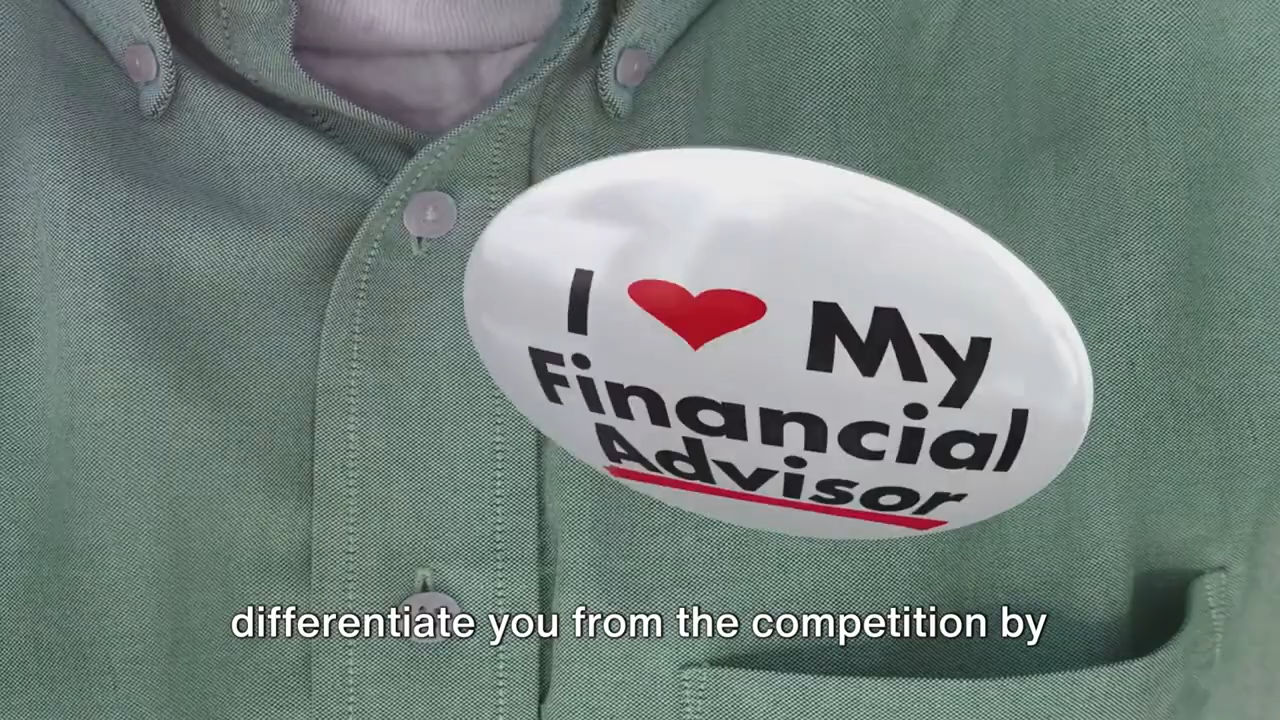 I ❤ My
Financial
Advisor
differentiate you from the competition by